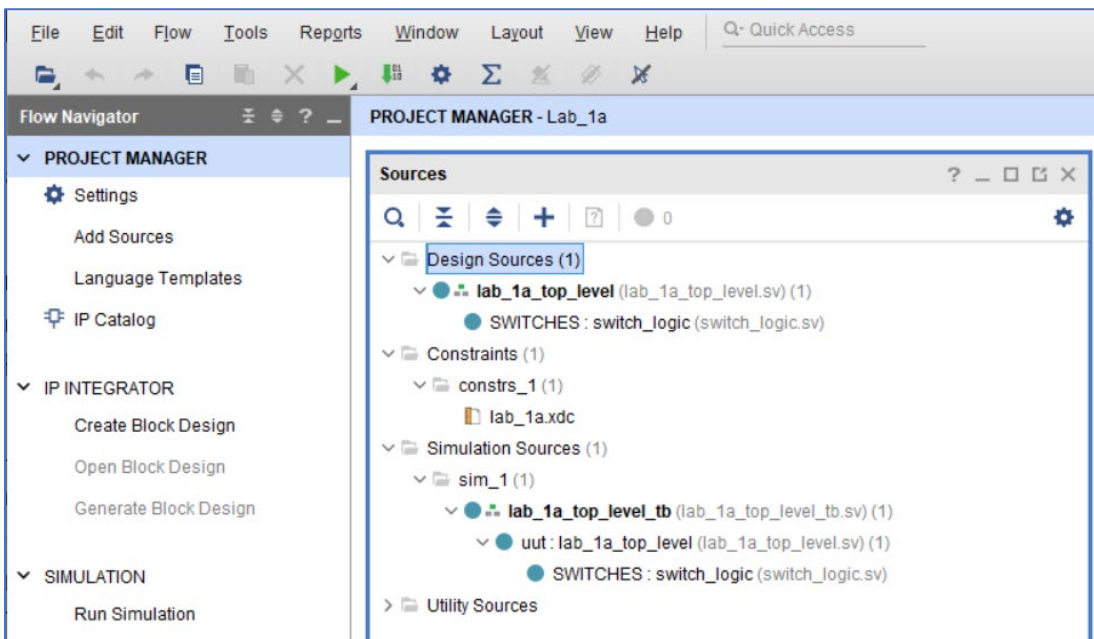 File Edit Flow Tools Reports Window Layout View Help Quick Access
Flow Navigator ? PROJECT MANAGER - Lab_1a
PROJECT MANAGER
Settings
Add Sources
Language Templates
IP Catalog
IP INTEGRATOR
Create Block Design
Open Block Design
Generate Block Design
SIMULATION
Run Simulation
Sources ?
? 0
Design Sources (1)
lab_1a_top_level (lab_1a_top_level.sv) (1)
SWITCHES : switch_logic (switch_logic.sv)
Constraints (1)
constrs_1 (1)
lab_1a.xdc
Simulation Sources (1)
sim_1 (1)
lab_1a_top_level_tb (lab_1a_top_level_tb.sv) (1)
uut : lab_1a_top_level (lab_1a_top_level.sv) (1)
SWITCHES : switch_logic (switch_logic.sv)
Utility Sources